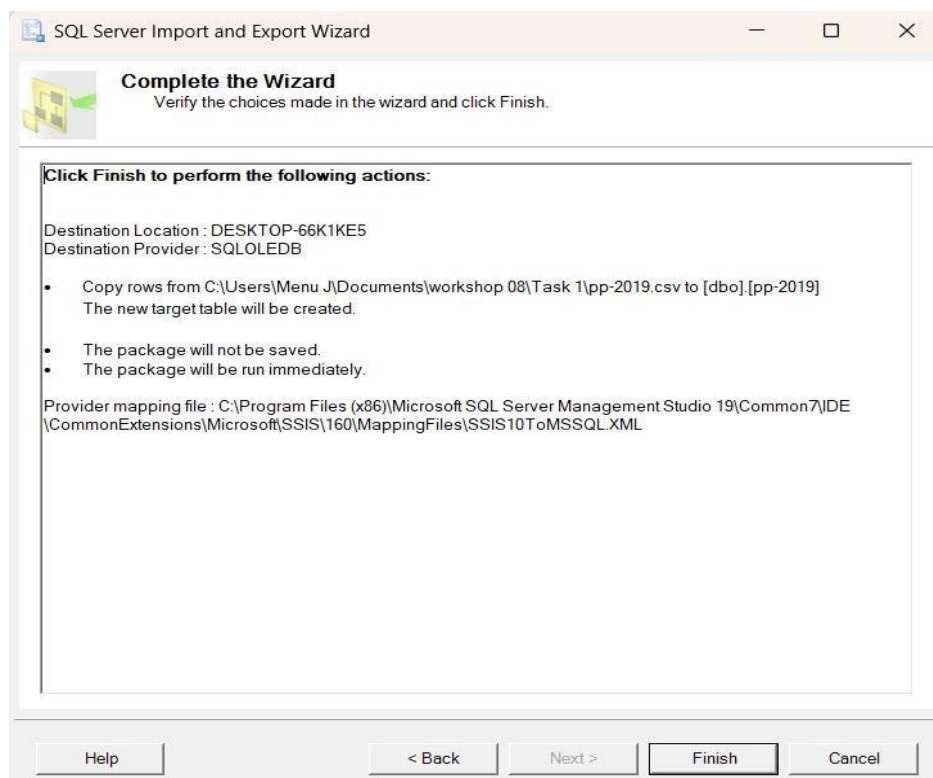 SQL Server Import and Export Wizard
Complete the Wizard
Verify the choices made in the wizard and click Finish.
Click Finish to perform the following actions:
Destination Location : DESKTOP-66K1KE5
Destination Provider : SQLOLEDB
• Copy rows from C:\Users\Menu J\Documents\workshop 08\Task 1\pp-2019.csv to [dbo].[pp-2019]
The new target table will be created.
• The package will not be saved.
• The package will be run immediately.
Provider mapping file : C:\Program Files (x86)\Microsoft SQL Server Management Studio 19\Common7\IDE
\CommonExtensions\Microsoft\SSIS\160\MappingFiles\SSIS10ToMSSQL.XML
Help < Back Next > Finish Cancel